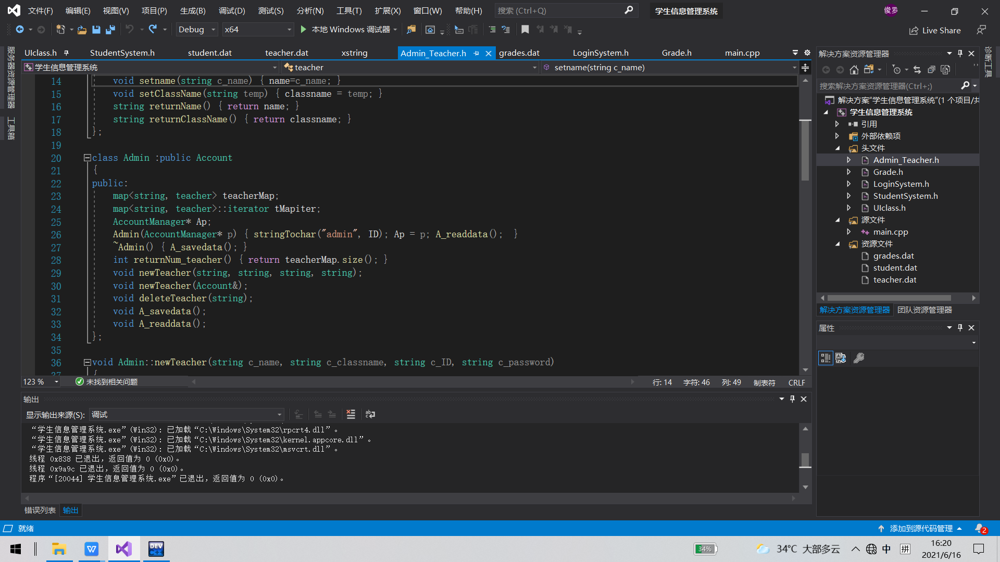 文件(F) 编辑(E) 视图(V) 项目(P) 生成(B) 调试(D) 测试(S) 分析(N) 工具(T) 扩展(X) 窗口(W) 帮助(H) 搜索 (Ctrl+Q) 学生信息管理系统 俊罗
Debug x64 本地 Windows 调试器 Live Share
服务器资源管理器
工具箱
UIclass.h StudentSystem.h student.dat teacher.dat xstring Admin_Teacher.h grades.dat LoginSystem.h Grade.h main.cpp
学生信息管理系统 teacher setname(string c_name)
14 void setname(string c_name) { name=c_name; }
15 void setClassName(string temp) { classname = temp; }
16 string returnName() { return name; }
17 string returnClassName() { return classname; }
18 };
19
20 class Admin :public Account
21 {
22 public:
23 map<string, teacher> teacherMap;
24 map<string, teacher>::iterator tMapiter;
25 AccountManager* Ap;
26 Admin(AccountManager* p) { stringTochar("admin", ID); Ap = p; A_readdata();  }
27 ~Admin() { A_savedata(); }
28 int returnNum_teacher() { return teacherMap.size(); }
29 void newTeacher(string, string, string, string);
30 void newTeacher(Account&);
31 void deleteTeacher(string);
32 void A_savedata();
33 void A_readdata();
34 };
35
36 void Admin::newTeacher(string c_name, string c_classname, string c_ID, string c_password)
37 {
123 % 未找到相关问题 行: 14 字符: 46 列: 49 制表符 CRLF
输出
显示输出来源(S): 调试
“学生信息管理系统.exe”(Win32): 已加载“C:\Windows\System32\rpcrt4.dll”。
“学生信息管理系统.exe”(Win32): 已加载“C:\Windows\System32\kernel.appcore.dll”。
“学生信息管理系统.exe”(Win32): 已加载“C:\Windows\System32\msvcrt.dll”。
线程 0x838 已退出，返回值为 0 (0x0)。
线程 0x9a9c 已退出，返回值为 0 (0x0)。
程序“[20044] 学生信息管理系统.exe”已退出，返回值为 0 (0x0)。
错误列表 输出
解决方案资源管理器
搜索解决方案资源管理器(Ctrl+;)
解决方案“学生信息管理系统”(1 个项目/共
学生信息管理系统
引用
外部依赖项
头文件
Admin_Teacher.h
Grade.h
LoginSystem.h
StudentSystem.h
UIclass.h
源文件
main.cpp
资源文件
grades.dat
student.dat
teacher.dat
解决方案资源管理器 团队资源管理器
属性
诊断工具
就绪 添加到源代码管理 2
DEV C++ 34% 34°C 大部多云 中 拼 16:20
2021/6/16